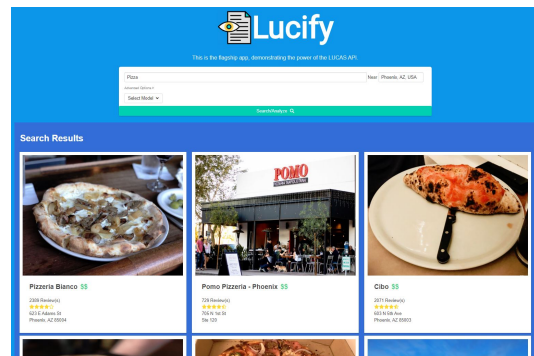 Lucify
This is the flagship app, demonstrating the power of the LUCAS API.
Pizza
Near
Phoenix, AZ, USA
Advanced Options
Select Model
Search/Analyze
Search Results
POMO
Pizzeria Bianco $$
2389 Review(s)
623 E Adams St
Phoenix, AZ 85004
Pomo Pizzeria - Phoenix $$
729 Review(s)
705 N 1st St
Ste 120
Cibo $$
2071 Review(s)
603 N 5th Ave
Phoenix, AZ 85003